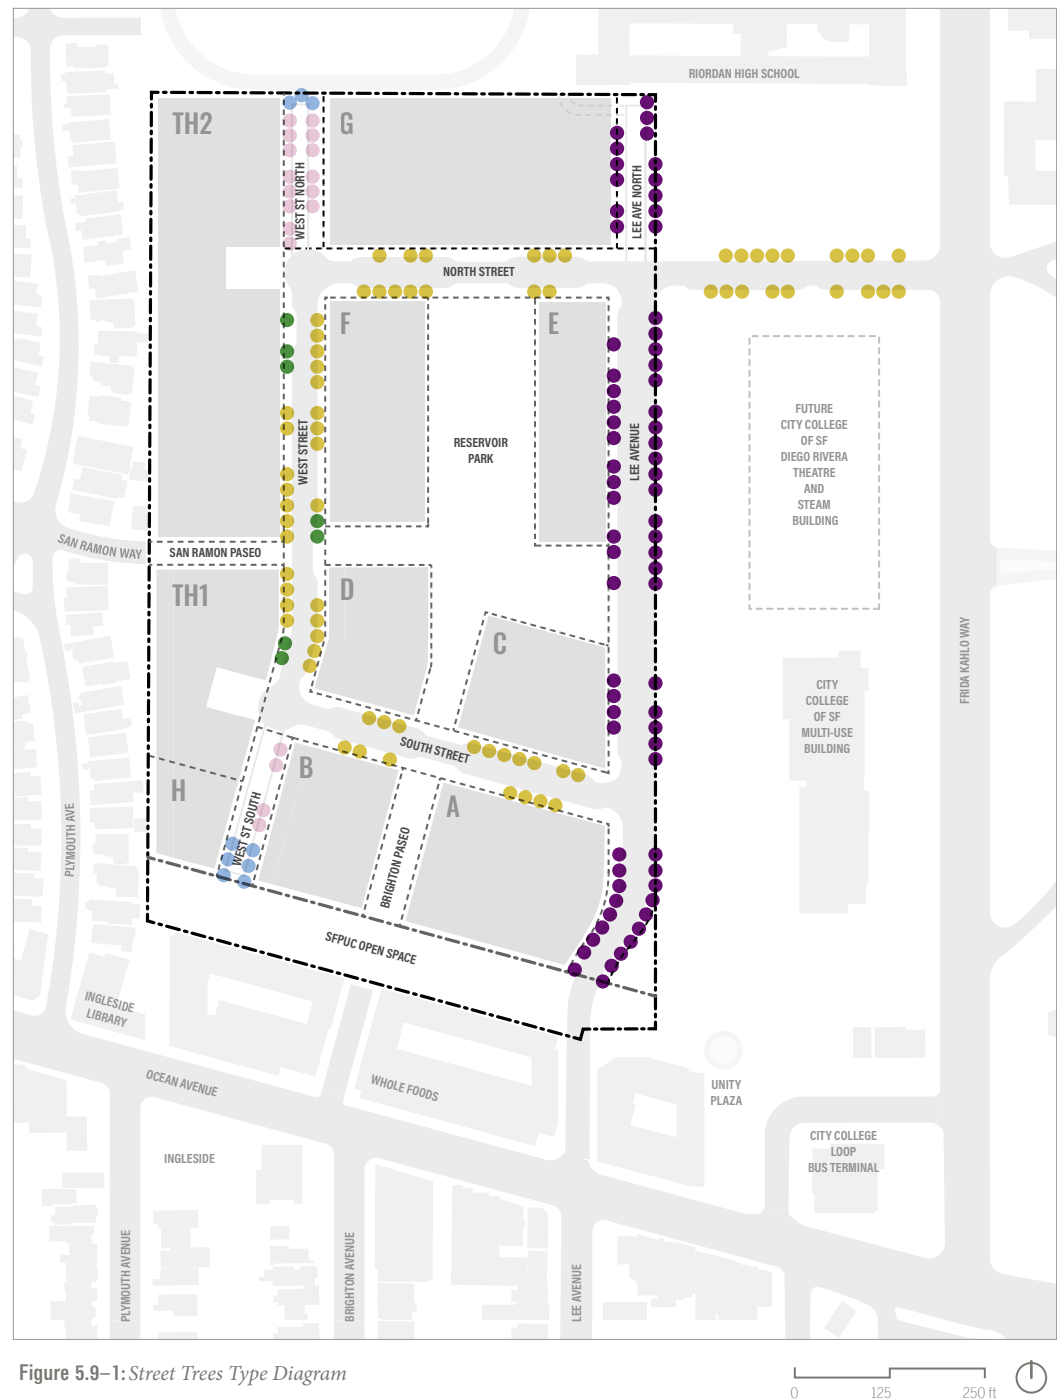 RIORDAN HIGH SCHOOL
TH2
G
WEST ST NORTH
LEE AVE NORTH
NORTH STREET
F
E
WEST STREET
RESERVOIR
PARK
LEE AVENUE
FUTURE
CITY COLLEGE
OF SF
DIEGO RIVERA
THEATRE
AND
STEAM
BUILDING
SAN RAMON WAY
SAN RAMON PASEO
TH1
D
C
FRIDA KAHLO WAY
CITY
COLLEGE
OF SF
MULTI-USE
BUILDING
SOUTH STREET
B
H
A
WEST ST SOUTH
BRIGHTON PASEO
PLYMOUTH AVE
SFPUC OPEN SPACE
INGLESIDE
LIBRARY
OCEAN AVENUE
WHOLE FOODS
UNITY
PLAZA
CITY COLLEGE
LOOP
BUS TERMINAL
INGLESIDE
PLYMOUTH AVENUE
BRIGHTON AVENUE
LEE AVENUE
Figure 5.9–1: Street Trees Type Diagram
0 125 250 ft